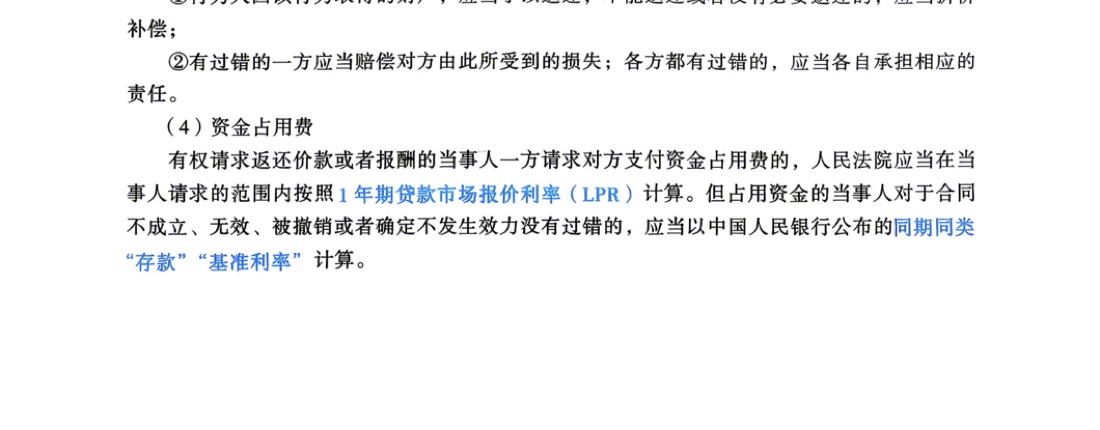 补偿；
②有过错的一方应当赔偿对方由此所受到的损失；各方都有过错的，应当各自承担相应的
责任。
（4）资金占用费
有权请求返还价款或者报酬的当事人一方请求对方支付资金占用费的，人民法院应当在当
事人请求的范围内按照 1 年期贷款市场报价利率（LPR）计算。但占用资金的当事人对于合同
不成立、无效、被撤销或者确定不发生效力没有过错的，应当以中国人民银行公布的同期同类
“存款”“基准利率” 计算。